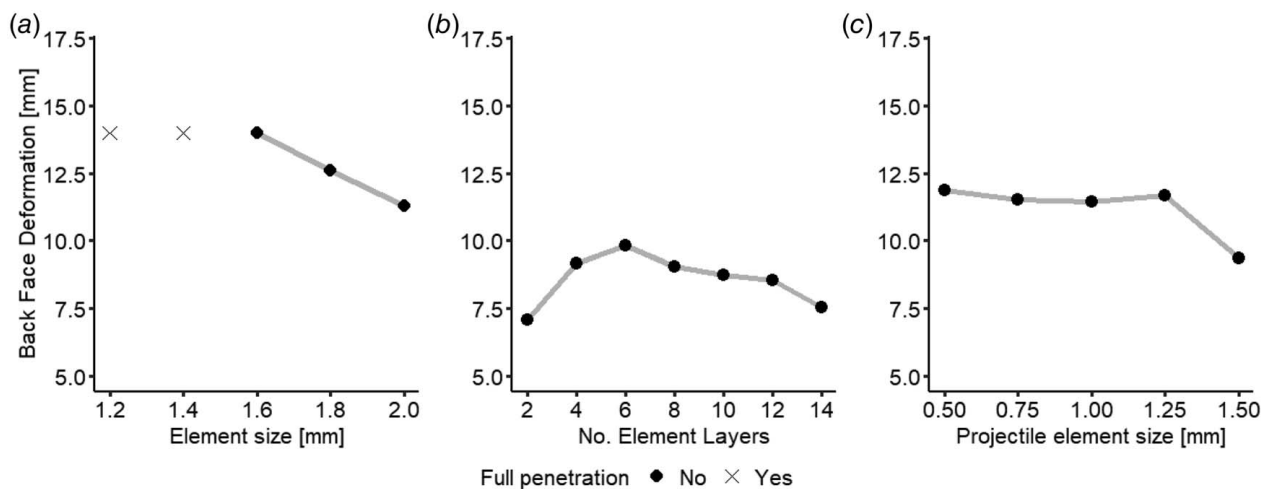 (a)
Back Face Deformation [mm]
17.5
15.0
12.5
10.0
7.5
5.0
1.2 1.4 1.6 1.8 2.0
Element size [mm]
(b)
17.5
15.0
12.5
10.0
7.5
5.0
2 4 6 8 10 12 14
No. Element Layers
(c)
17.5
15.0
12.5
10.0
7.5
5.0
0.50 0.75 1.00 1.25 1.50
Projectile element size [mm]
Full penetration No Yes